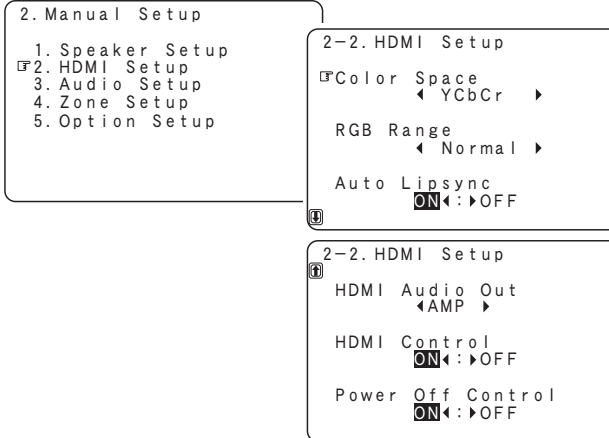 2. Manual Setup
1. Speaker Setup
☞2. HDMI Setup
3. Audio Setup
4. Zone Setup
5. Option Setup
2-2. HDMI Setup
☞Color Space
◀ YCbCr ▶
RGB Range
◀ Normal ▶
Auto Lipsync
ON◀:▶OFF
2-2. HDMI Setup
HDMI Audio Out
◀AMP ▶
HDMI Control
ON◀:▶OFF
Power Off Control
ON◀:▶OFF